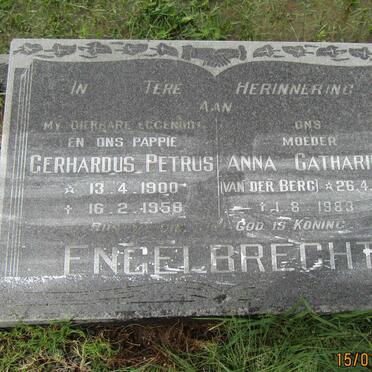 IN TERE HERINNERING
AAN
MY DIERBARE EGGENOOT
EN ONS PAPPIE
GERHARDUS PETRUS
☆ 13.4.1900
† 16.2.1958
ONS
MOEDER
ANNA CATHARI
(VAN DER BERG) ☆ 26.4
† 1.8.1983
GOD IS KONING
ENGELBRECHT
15/0